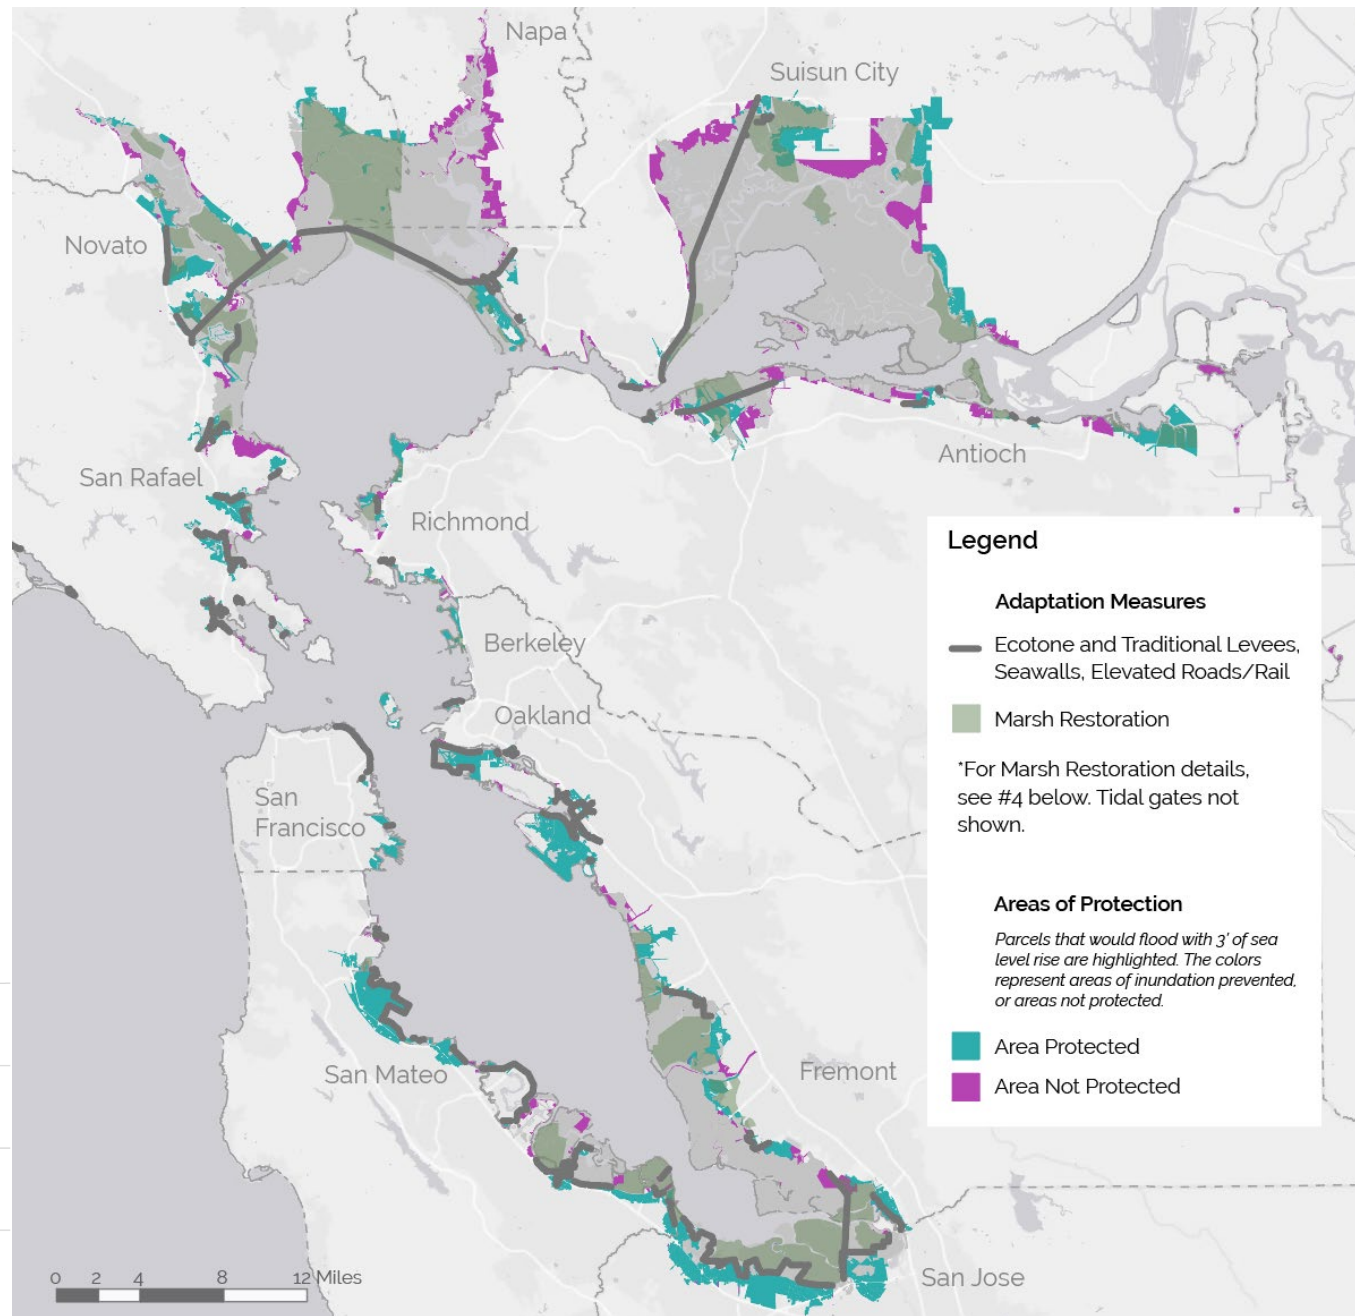 Napa
Suisun City
Novato
San Rafael
Antioch
Richmond
Legend
Adaptation Measures
Ecotone and Traditional Levees,
Seawalls, Elevated Roads/Rail
Berkeley
Marsh Restoration
Oakland
*For Marsh Restoration details,
see #4 below. Tidal gates not
shown.
San
Francisco
Areas of Protection
Parcels that would flood with 3' of sea
level rise are highlighted. The colors
represent areas of inundation prevented,
or areas not protected.
Area Protected
San Mateo
Fremont
Area Not Protected
San Jose
0 2 4 8 12 Miles